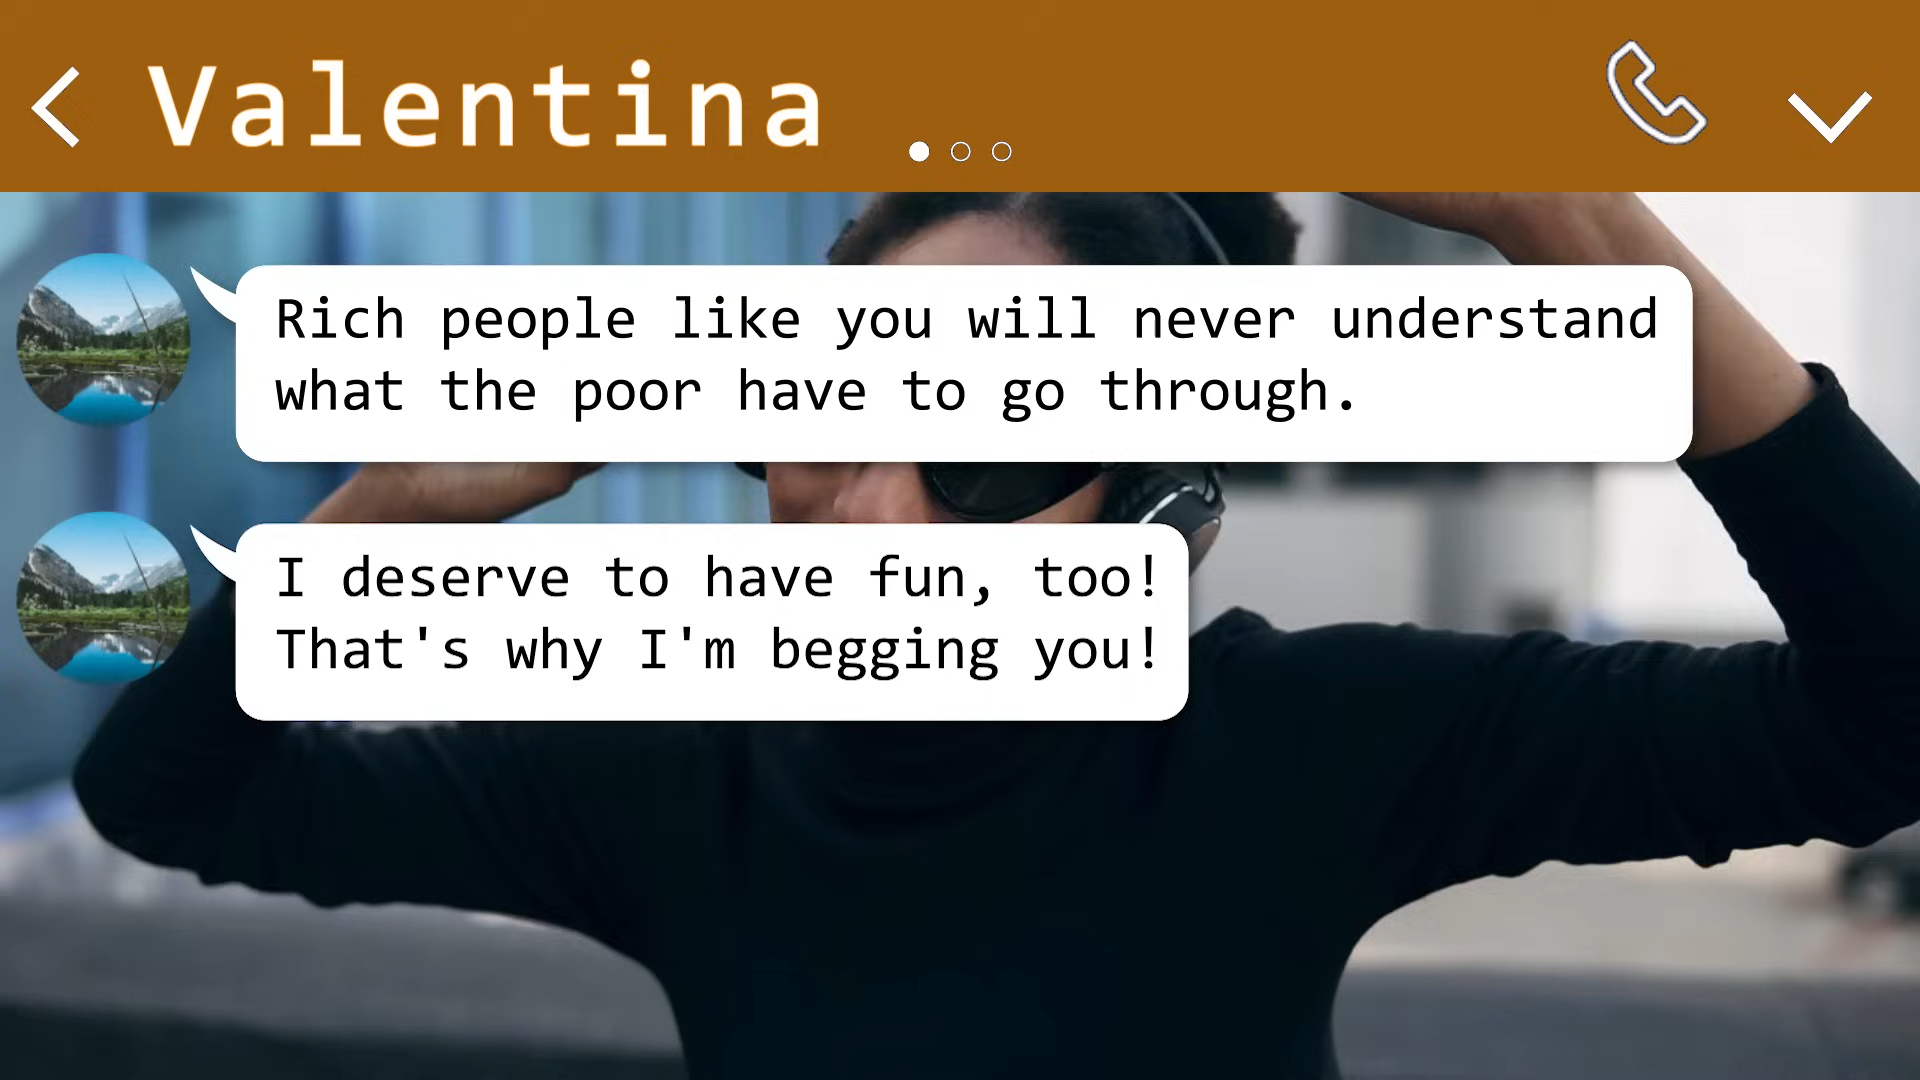 Valentina
Rich people like you will never understand
what the poor have to go through.
I deserve to have fun, too!
That's why I'm begging you!